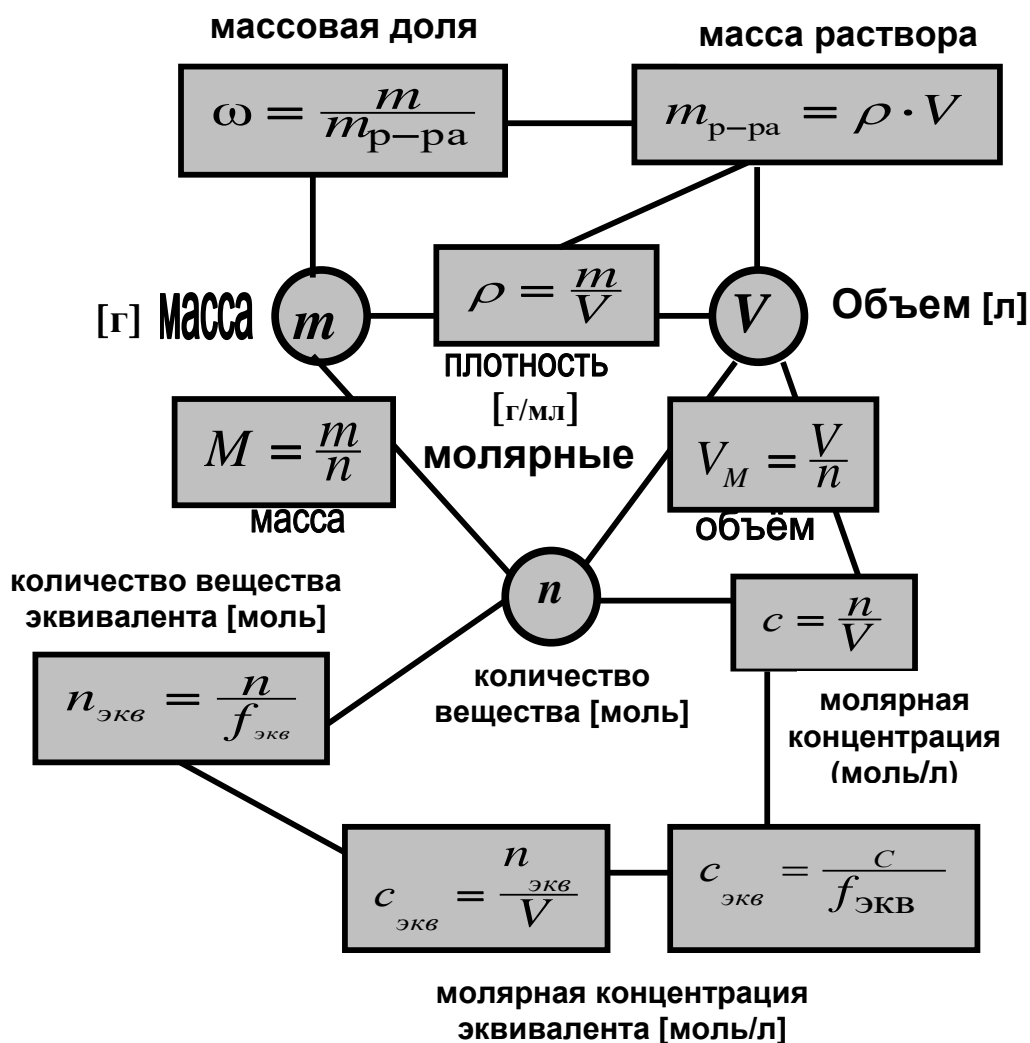 массовая доля
масса раствора
ω = m / mр–ра
mр–ра = ρ · V
[г] масса
m
ρ = m / V
V
Объем [л]
плотность
[г/мл]
M = m / n
молярные
VM = V / n
масса
объём
количество вещества
эквивалента [моль]
n
c = n / V
nэкв = n / fэкв
количество
вещества [моль]
молярная
концентрация
(моль/л)
cэкв = nэкв / V
cэкв = c / fэкв
молярная концентрация
эквивалента [моль/л]